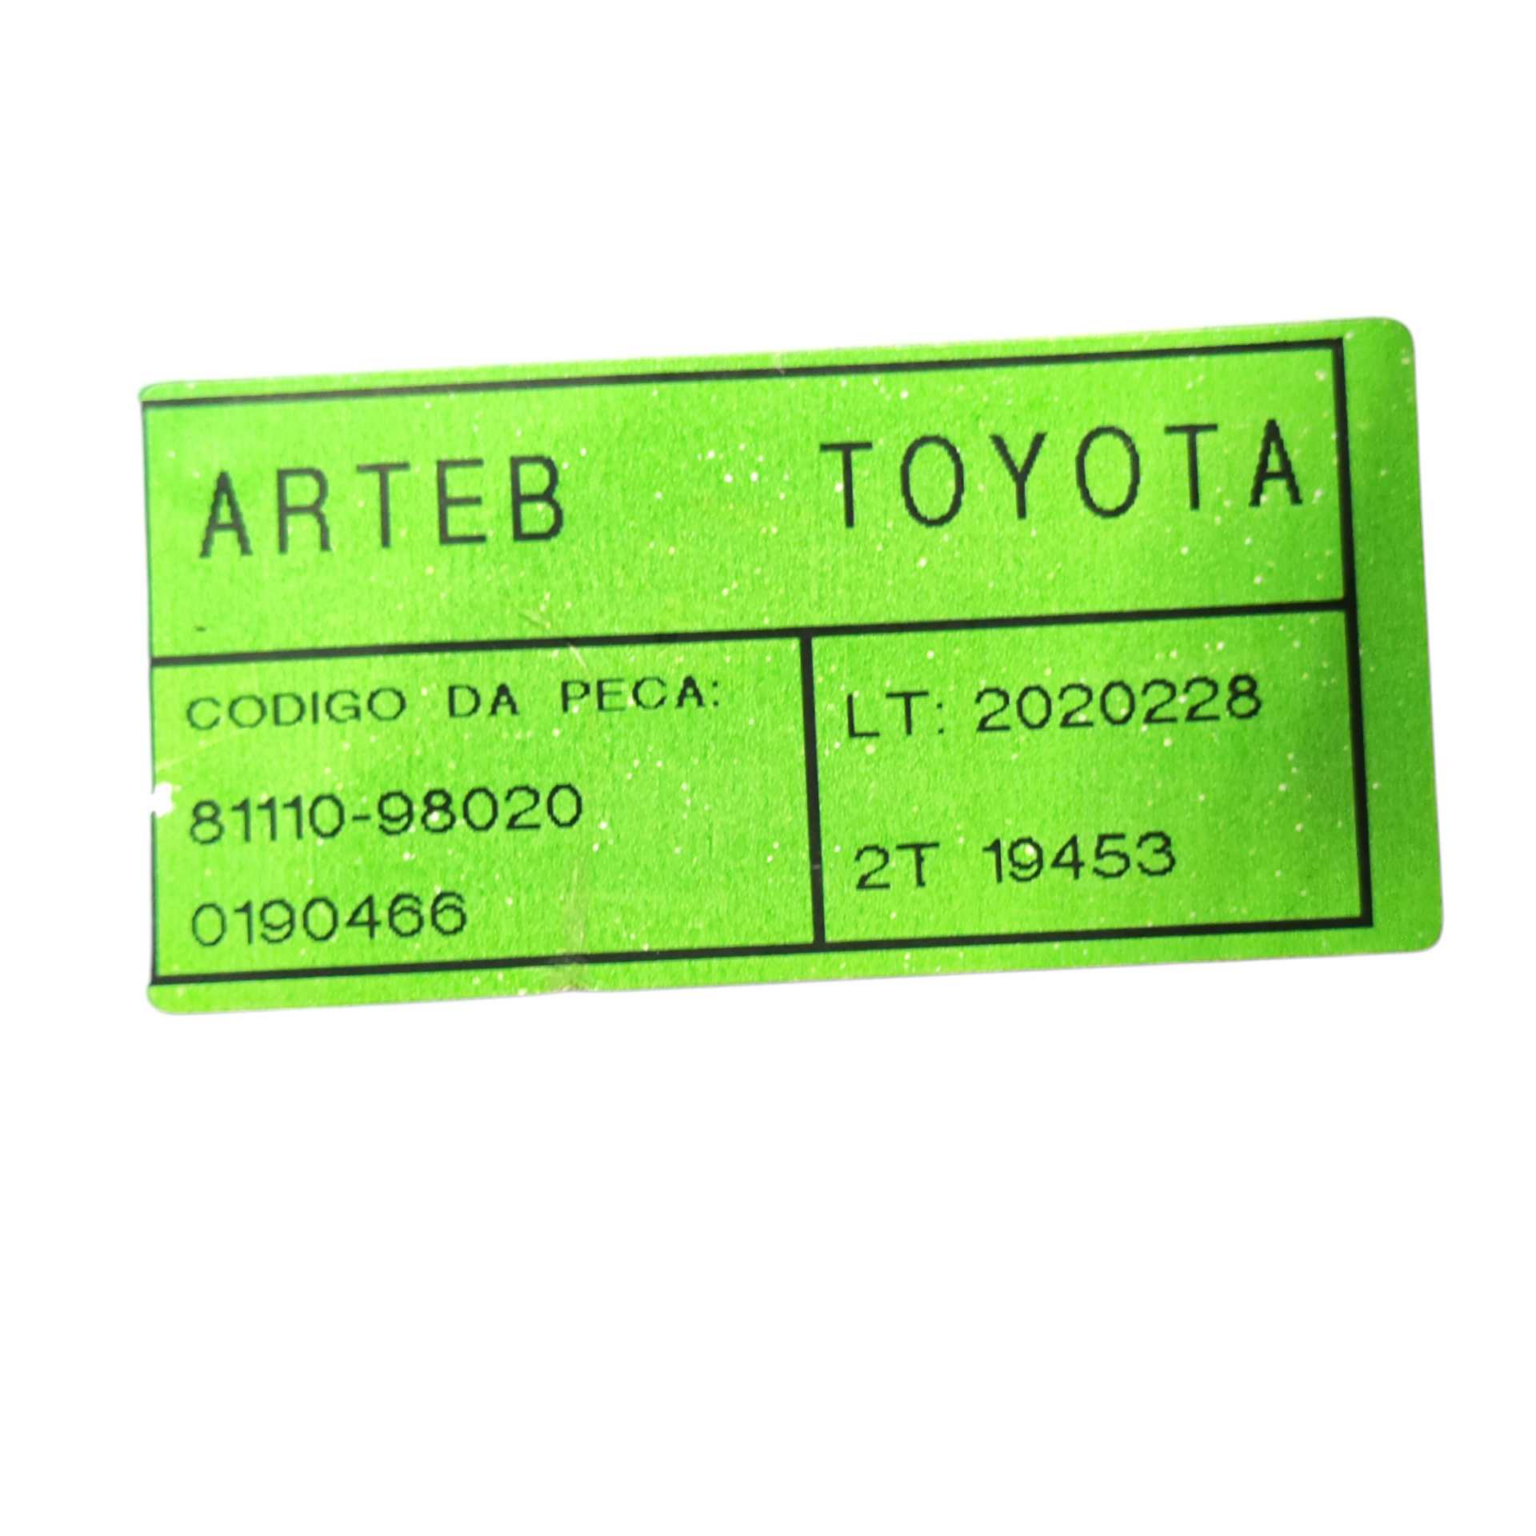 ARTEB TOYOTA
CODIGO DA PECA:
81110-98020
0190466
LT: 2020228
2T 19453